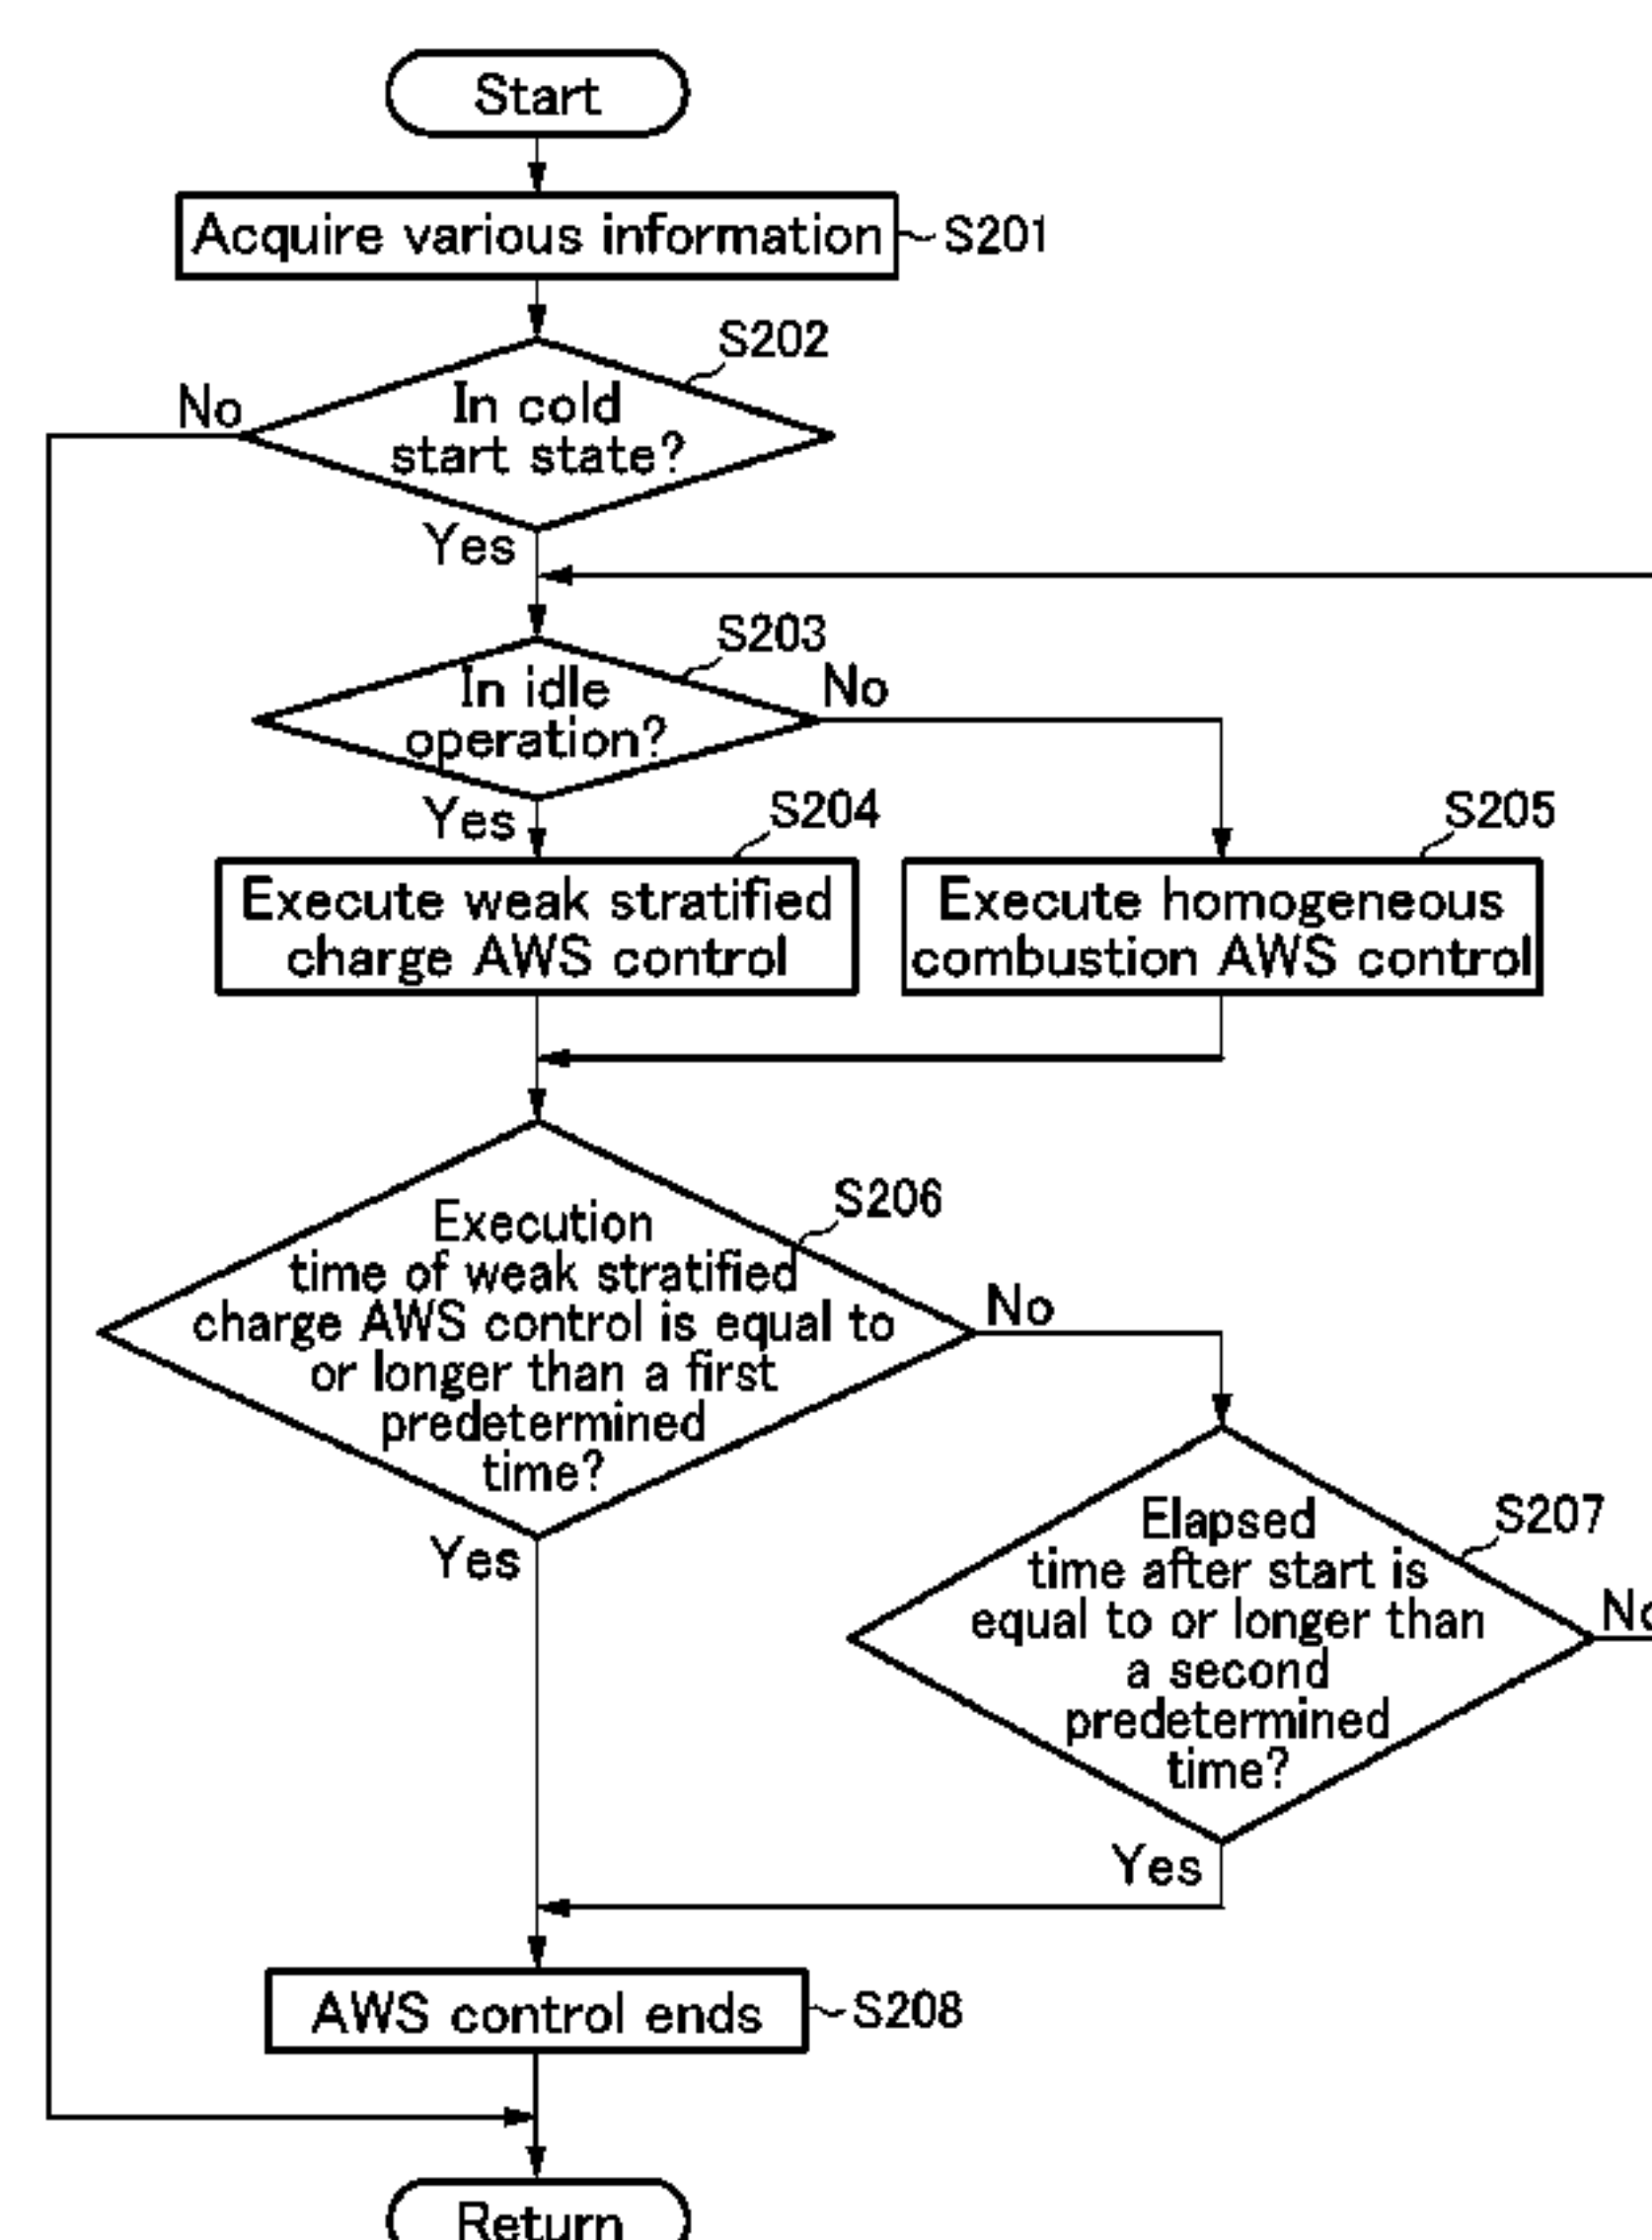 Start
Acquire various information
S201
S202
No
In cold
start state?
Yes
S203
In idle
operation?
No
Yes
S204
S205
Execute weak stratified
charge AWS control
Execute homogeneous
combustion AWS control
S206
Execution
time of weak stratified
charge AWS control is equal to
or longer than a first
predetermined
time?
No
Yes
S207
Elapsed
time after start is
equal to or longer than
a second
predetermined
time?
No
Yes
AWS control ends
S208
Return